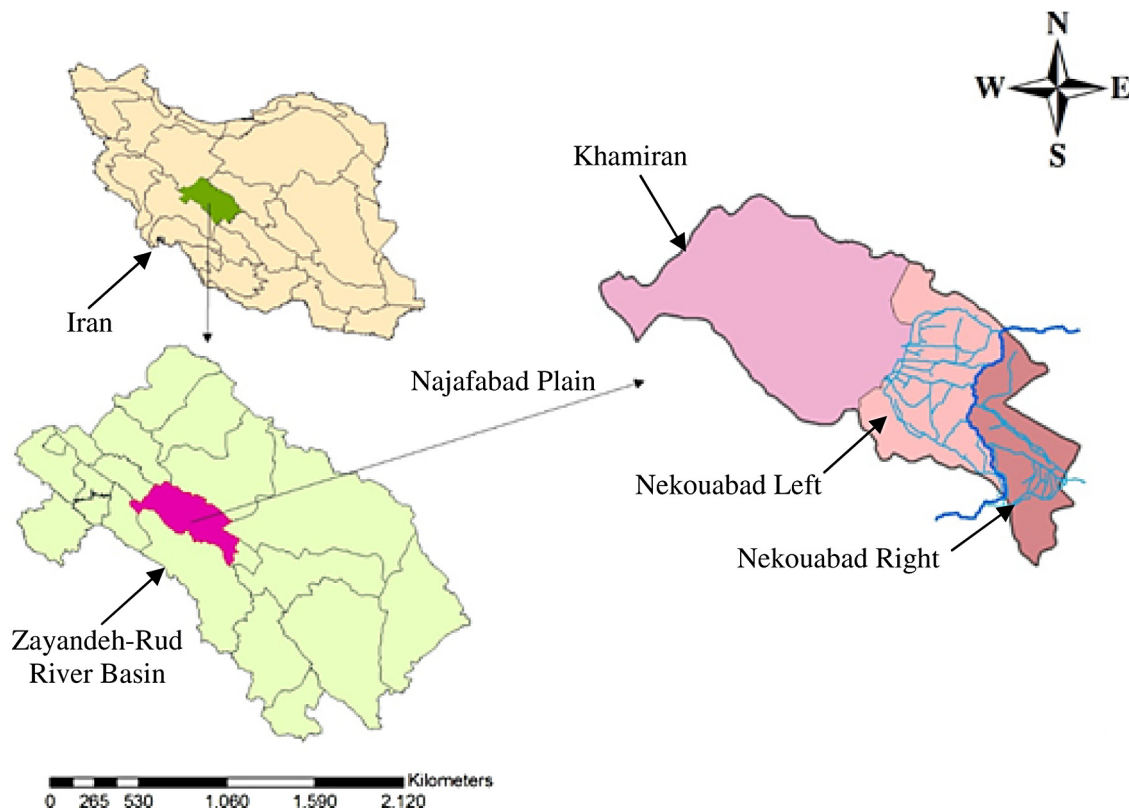 N
W E
S
Khamiran
Iran
Najafabad Plain
Nekouabad Left
Nekouabad Right
Zayandeh-Rud
River Basin
Kilometers
0 265 530 1.060 1.590 2.120